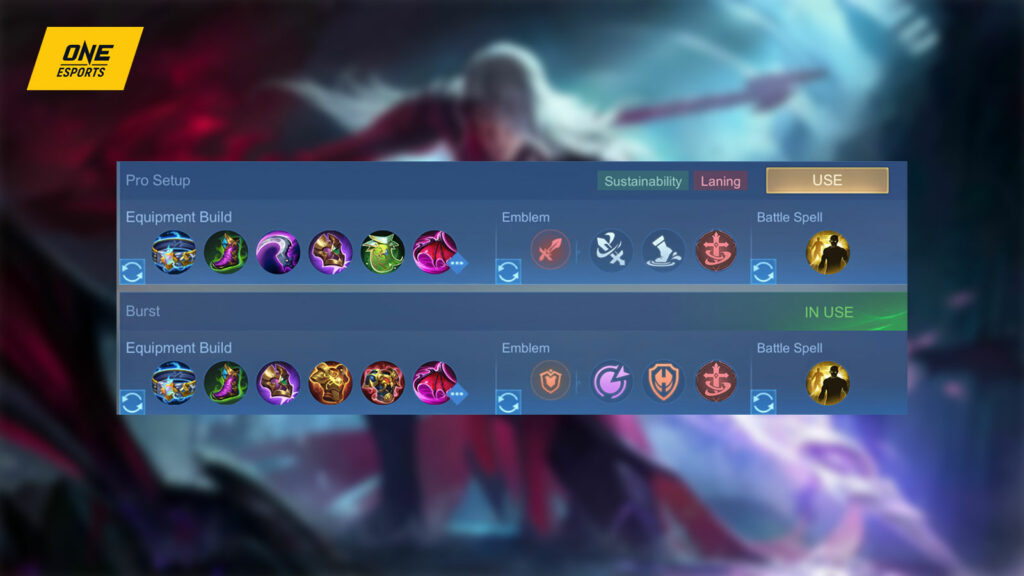 ONE
ESPORTS
Pro Setup
Sustainability
Laning
USE
Equipment Build
Emblem
Battle Spell
Burst
IN USE
Equipment Build
Emblem
Battle Spell